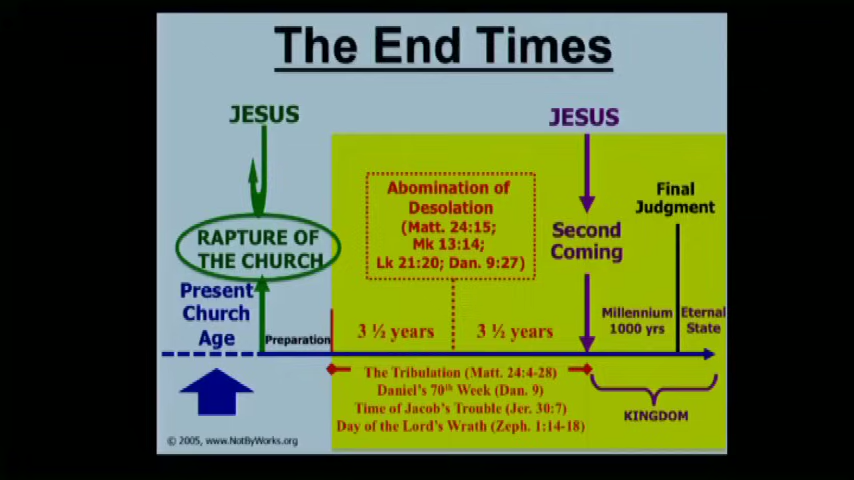 The End Times
JESUS
JESUS
RAPTURE OF
THE CHURCH
Abomination of
Desolation
(Matt. 24:15;
Mk 13:14;
Lk 21:20; Dan. 9:27)
Second
Coming
Final
Judgment
Present
Church
Age
Preparation
3 ½ years
3 ½ years
Millennium
1000 yrs
Eternal
State
The Tribulation (Matt. 24:4-28)
Daniel's 70th Week (Dan. 9)
Time of Jacob's Trouble (Jer. 30:7)
Day of the Lord's Wrath (Zeph. 1:14-18)
KINGDOM
© 2005, www.NotByWorks.org